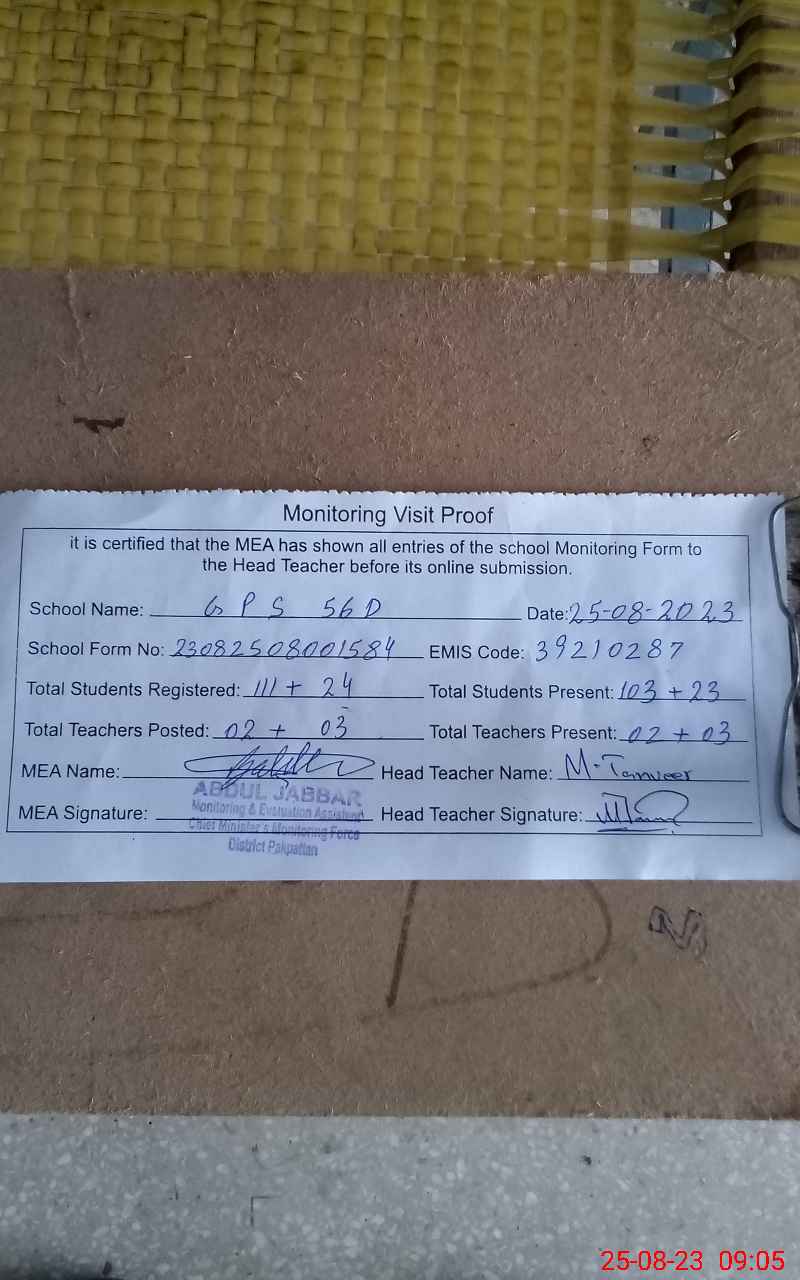 Monitoring Visit Proof
it is certified that the MEA has shown all entries of the school Monitoring Form to
the Head Teacher before its online submission.
School Name: GPS 56D Date: 25-08-2023
School Form No: 23082508001584 EMIS Code: 39210287
Total Students Registered: 111 + 24 Total Students Present: 103 + 23
Total Teachers Posted: 02 + 03 Total Teachers Present: 02 + 03
MEA Name: Head Teacher Name: M. Tanveer
ABDUL JABBAR
Monitoring & Evaluation Assistant
MEA Signature: Head Teacher Signature:
Chief Minister's Monitoring Force
District Pakpattan
25-08-23 09:05